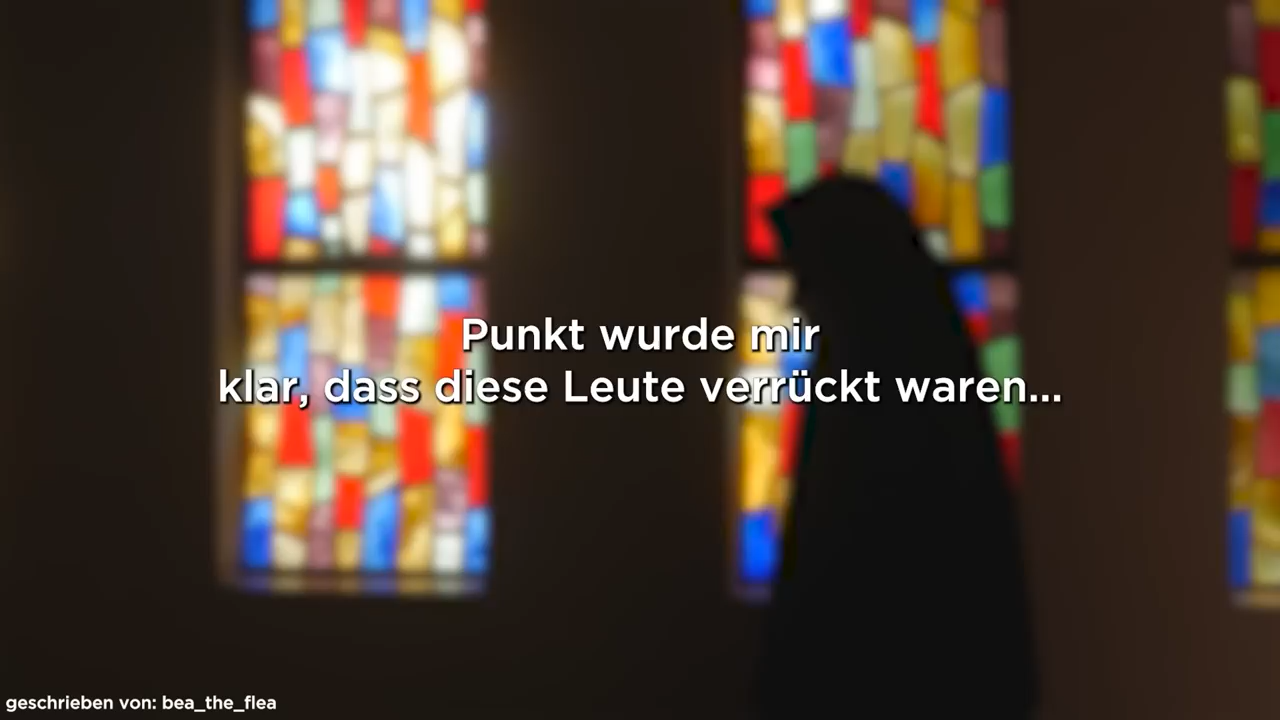 Punkt wurde mir
klar, dass diese Leute verrückt waren...
geschrieben von: bea_the_flea